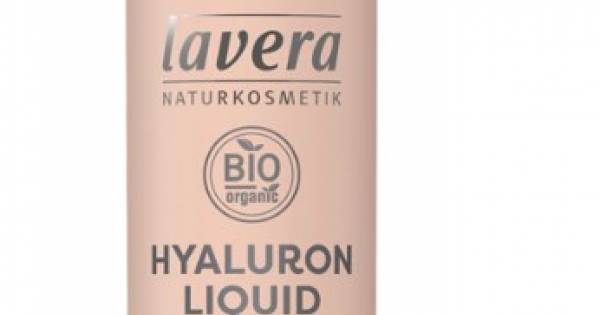 lavera
NATURKOSMETIK
BIO
organic
HYALURON
LIQUID